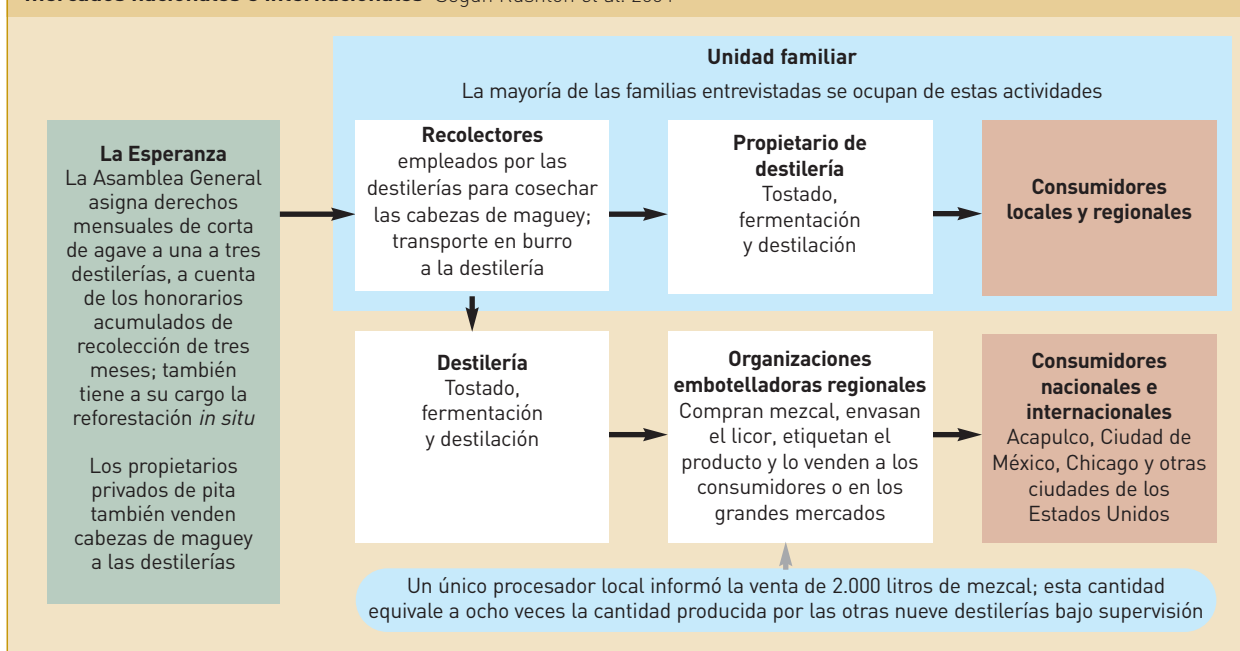 Unidad familiar
La mayoría de las familias entrevistadas se ocupan de estas actividades
La Esperanza
La Asamblea General
asigna derechos
mensuales de corta
de agave a una a tres
destilerías, a cuenta
de los honorarios
acumulados de
recolección de tres
meses; también
tiene a su cargo la
reforestación in situ
Los propietarios
privados de pita
también venden
cabezas de maguey
a las destilerías
Recolectores
empleados por las
destilerías para cosechar
las cabezas de maguey;
transporte en burro
a la destilería
Propietario de
destilería
Tostado,
fermentación
y destilación
Consumidores
locales y regionales
Destilería
Tostado,
fermentación
y destilación
Organizaciones
embotelladoras regionales
Compran mezcal, envasan
el licor, etiquetan el
producto y lo venden a los
consumidores o en los
grandes mercados
Consumidores
nacionales e
internacionales
Acapulco, Ciudad de
México, Chicago y otras
ciudades de los
Estados Unidos
Un único procesador local informó la venta de 2.000 litros de mezcal; esta cantidad
equivale a ocho veces la cantidad producida por las otras nueve destilerías bajo supervisión